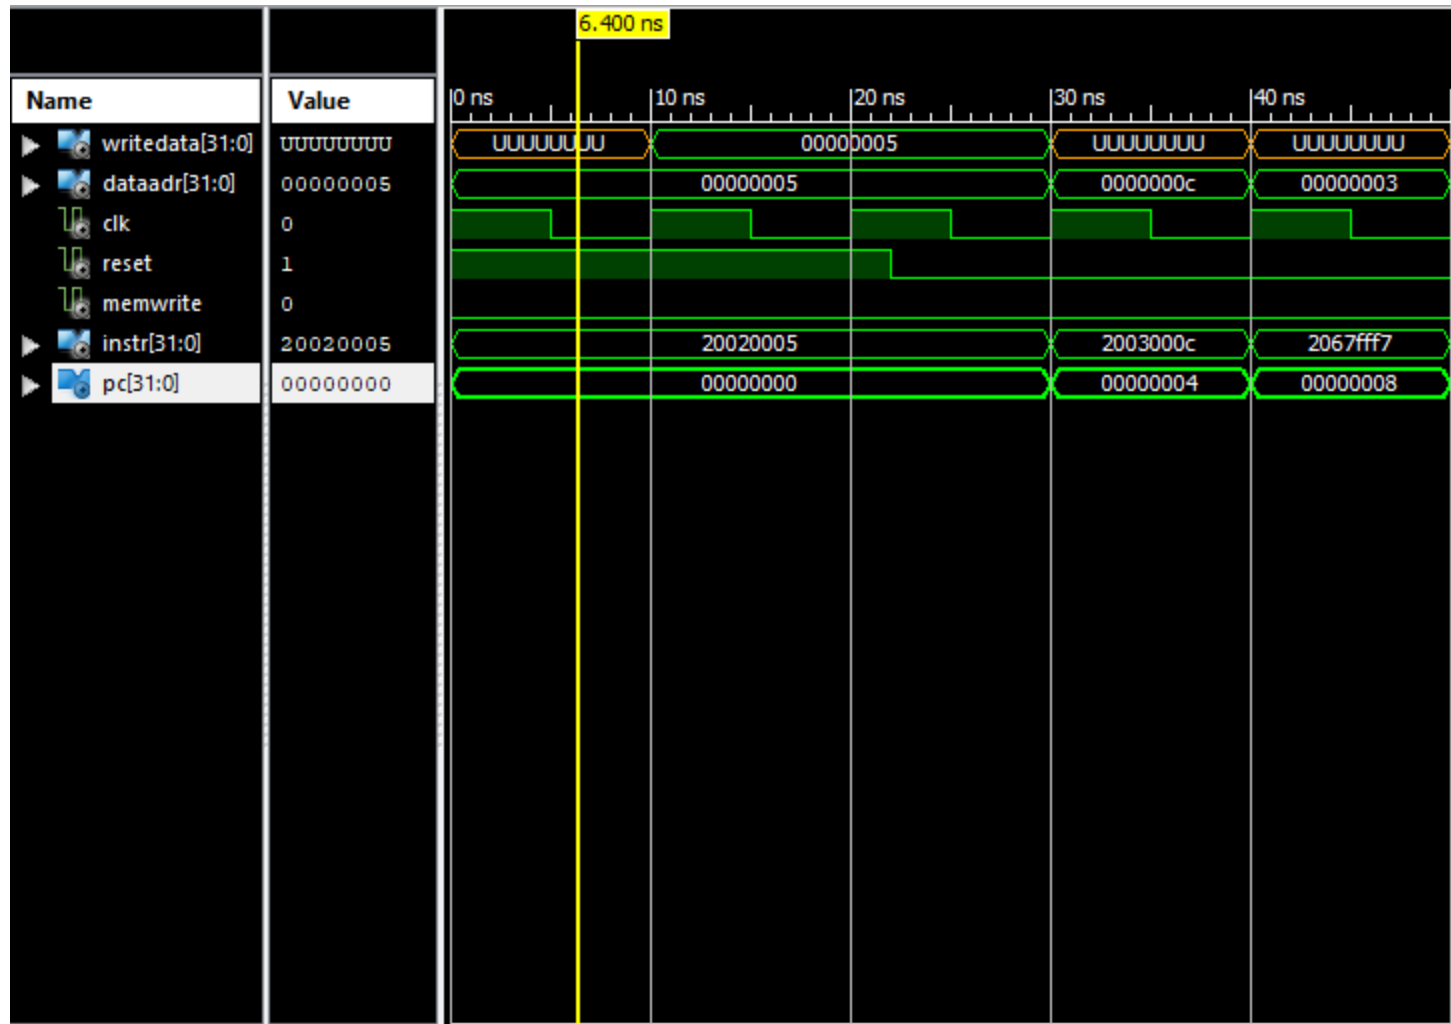 6.400 ns
Name Value 0 ns 10 ns 20 ns 30 ns 40 ns
writedata[31:0] UUUUUUUU UUUUUUUU 00000005 UUUUUUUU UUUUUUUU
dataadr[31:0] 00000005 00000005 0000000c 00000003
clk 0
reset 1
memwrite 0
instr[31:0] 20020005 20020005 2003000c 2067fff7
pc[31:0] 00000000 00000000 00000004 00000008